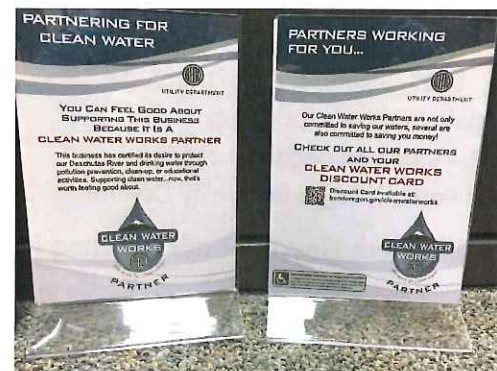 PARTNERING FOR
CLEAN WATER
UTILITY DEPARTMENT
YOU CAN FEEL GOOD ABOUT
SUPPORTING THIS BUSINESS
BECAUSE IT IS A
CLEAN WATER WORKS PARTNER
This business has certified its desire to protect
our Deschutes River and drinking water through
pollution prevention, clean-up, or educational
activities. Supporting clean water...now, that's
worth feeling good about.
CLEAN WATER
WORKS
PARTNER
PARTNERS WORKING
FOR YOU...
UTILITY DEPARTMENT
Our Clean Water Works Partners are not only
committed to saving our waters, several are
also committed to saving you money!
CHECK OUT ALL OUR PARTNERS
AND YOUR
CLEAN WATER WORKS
DISCOUNT CARD
Discount Card available at:
bendoregon.gov/cleanwaterworks
CLEAN WATER
WORKS
PARTNER